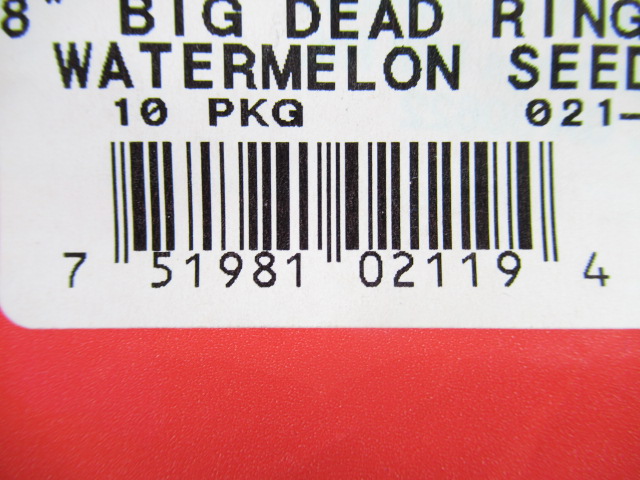 8" BIG DEAD RING
WATERMELON SEED
10 PKG 021-
7 51981 02119 4